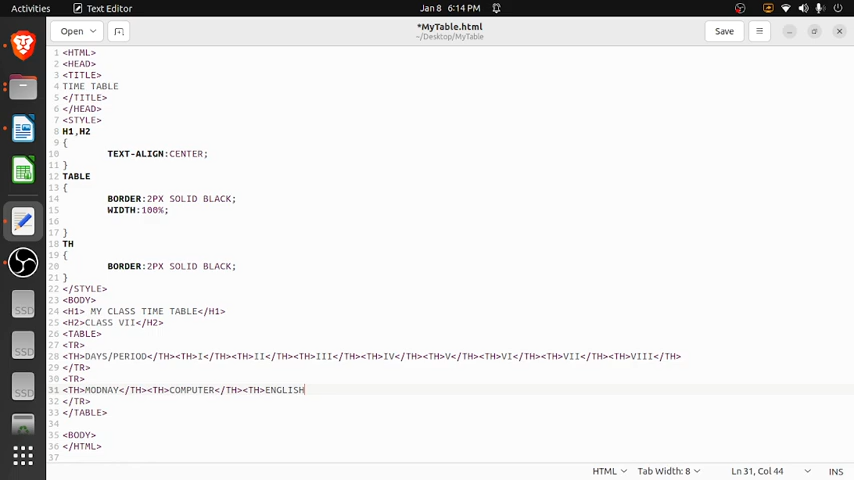 Activities Text Editor Jan 8 6:14 PM
Open *MyTable.html Save
~/Desktop/MyTable
1 <HTML>
2 <HEAD>
3 <TITLE>
4 TIME TABLE
5 </TITLE>
6 </HEAD>
7 <STYLE>
8 H1,H2
9 {
10 TEXT-ALIGN:CENTER;
11 }
12 TABLE
13 {
14 BORDER:2PX SOLID BLACK;
15 WIDTH:100%;
16
17 }
18 TH
19 {
20 BORDER:2PX SOLID BLACK;
21 }
22 </STYLE>
23 <BODY>
24 <H1> MY CLASS TIME TABLE</H1>
25 <H2>CLASS VII</H2>
26 <TABLE>
27 <TR>
28 <TH>DAYS/PERIOD</TH><TH>I</TH><TH>II</TH><TH>III</TH><TH>IV</TH><TH>V</TH><TH>VI</TH><TH>VII</TH><TH>VIII</TH>
29 </TR>
30 <TR>
31 <TH>MODNAY</TH><TH>COMPUTER</TH><TH>ENGLISH
32 </TR>
33 </TABLE>
34
35 <BODY>
36 </HTML>
37
SSD
SSD
SSD
HTML Tab Width: 8 Ln 31, Col 44 INS